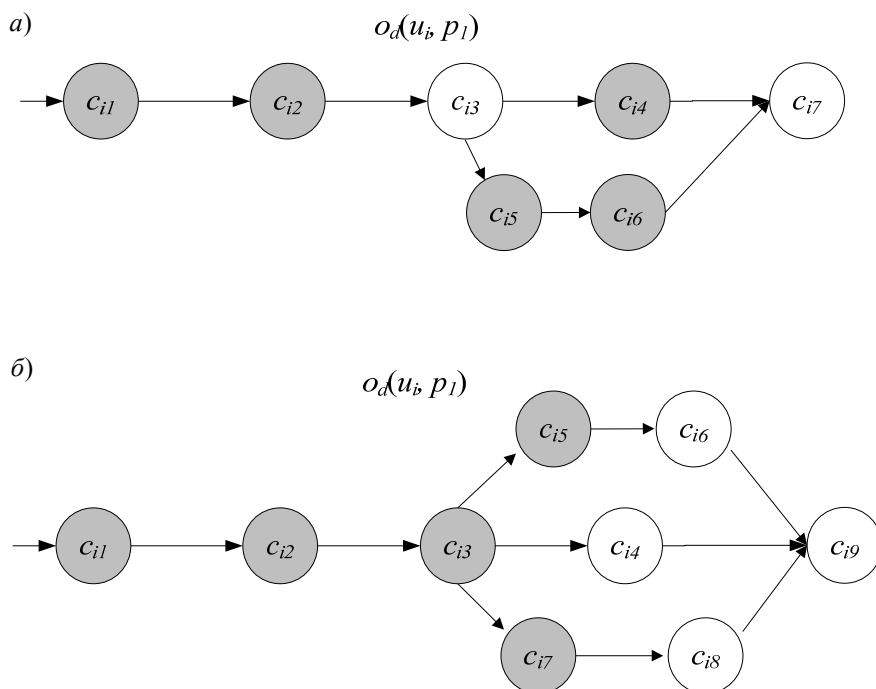 а)
o_d(u_i, p_1)
c_i1 c_i2 c_i3 c_i4 c_i7
c_i5 c_i6
б)
o_d(u_i, p_1)
c_i5 c_i6
c_i1 c_i2 c_i3 c_i4 c_i9
c_i7 c_i8